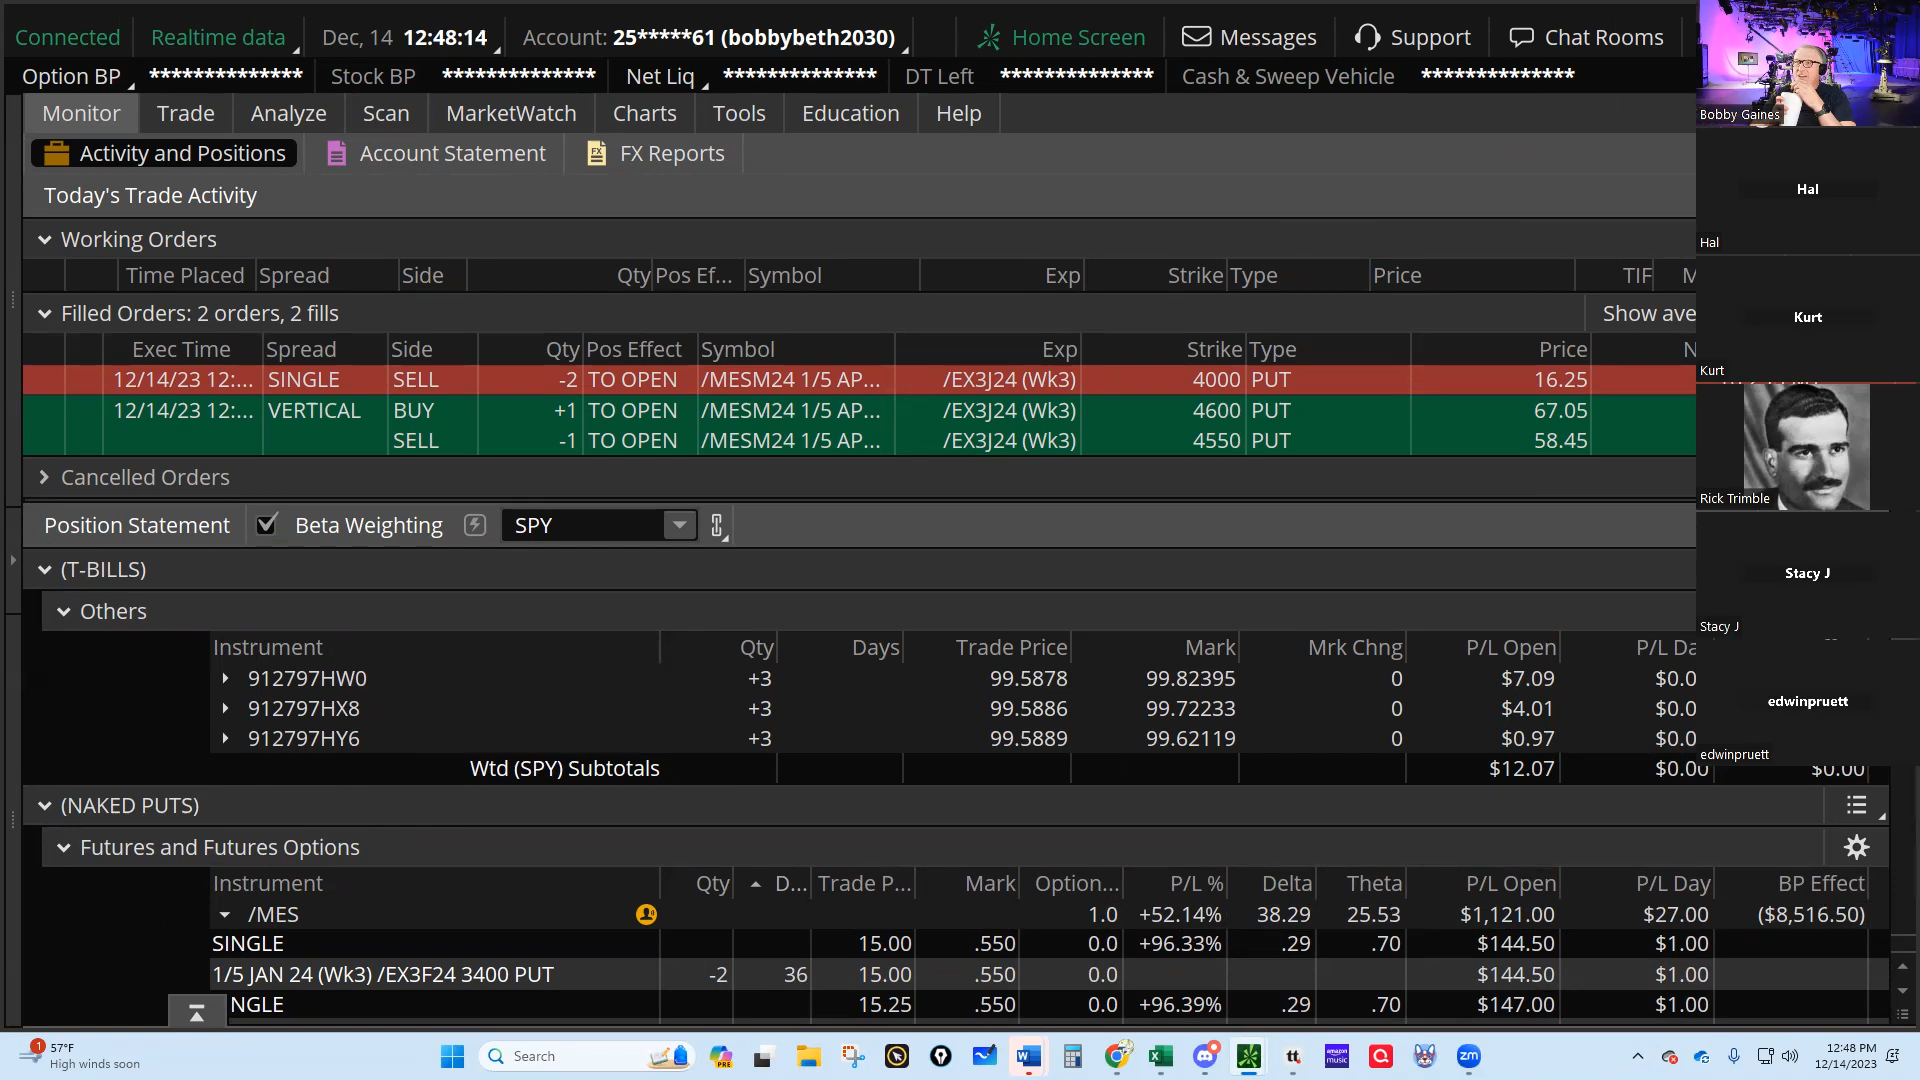 Connected Realtime data Dec, 14 12:48:14 Account: 25*****61 (bobbybeth2030) Home Screen Messages Support Chat Rooms
Option BP ************** Stock BP ************** Net Liq ************** DT Left ************** Cash & Sweep Vehicle **************
Monitor Trade Analyze Scan MarketWatch Charts Tools Education Help
Bobby Gaines
Activity and Positions Account Statement FX Reports
Today's Trade Activity
Hal
Working Orders
Hal
Time Placed Spread Side Qty Pos Ef... Symbol Exp Strike Type Price TIF M
Filled Orders: 2 orders, 2 fills Show ave
Kurt
Exec Time Spread Side Qty Pos Effect Symbol Exp Strike Type Price N
Kurt
12/14/23 12:... SINGLE SELL -2 TO OPEN /MESM24 1/5 AP... /EX3J24 (Wk3) 4000 PUT 16.25
12/14/23 12:... VERTICAL BUY +1 TO OPEN /MESM24 1/5 AP... /EX3J24 (Wk3) 4600 PUT 67.05
SELL -1 TO OPEN /MESM24 1/5 AP... /EX3J24 (Wk3) 4550 PUT 58.45
Cancelled Orders
Rick Trimble
Position Statement Beta Weighting SPY
(T-BILLS)
Stacy J
Others
Stacy J
Instrument Qty Days Trade Price Mark Mrk Chng P/L Open P/L Da
912797HW0 +3 99.5878 99.82395 0 $7.09 $0.0
912797HX8 +3 99.5886 99.72233 0 $4.01 $0.0
edwinpruett
912797HY6 +3 99.5889 99.62119 0 $0.97 $0.0
edwinpruett
Wtd (SPY) Subtotals $12.07 $0.00 $0.00
(NAKED PUTS)
Futures and Futures Options
Instrument Qty D... Trade P... Mark Option... P/L % Delta Theta P/L Open P/L Day BP Effect
/MES 1.0 +52.14% 38.29 25.53 $1,121.00 $27.00 ($8,516.50)
SINGLE 15.00 .550 0.0 +96.33% .29 .70 $144.50 $1.00
1/5 JAN 24 (Wk3) /EX3F24 3400 PUT -2 36 15.00 .550 0.0 $144.50 $1.00
NGLE 15.25 .550 0.0 +96.39% .29 .70 $147.00 $1.00
1 57°F
High winds soon
Search
PRE
tt
amazon music
zm
12:48 PM
12/14/2023